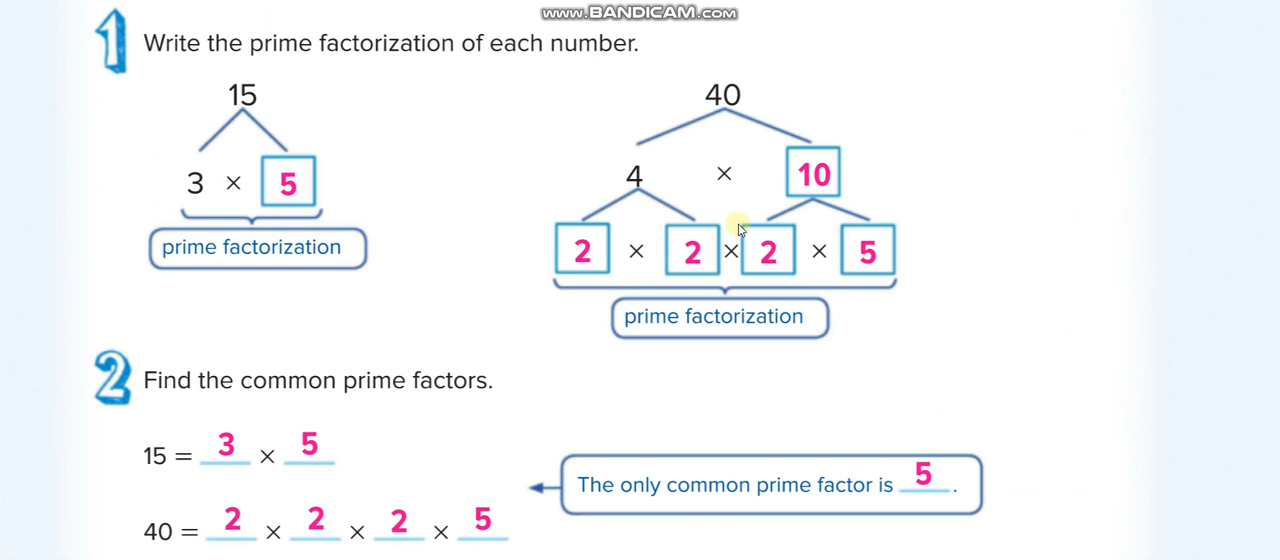 www.BANDICAM.com
1 Write the prime factorization of each number.
15
3 × 5
prime factorization
40
4 × 10
2 × 2 × 2 × 5
prime factorization
2 Find the common prime factors.
15 = 3 × 5
The only common prime factor is 5.
40 = 2 × 2 × 2 × 5